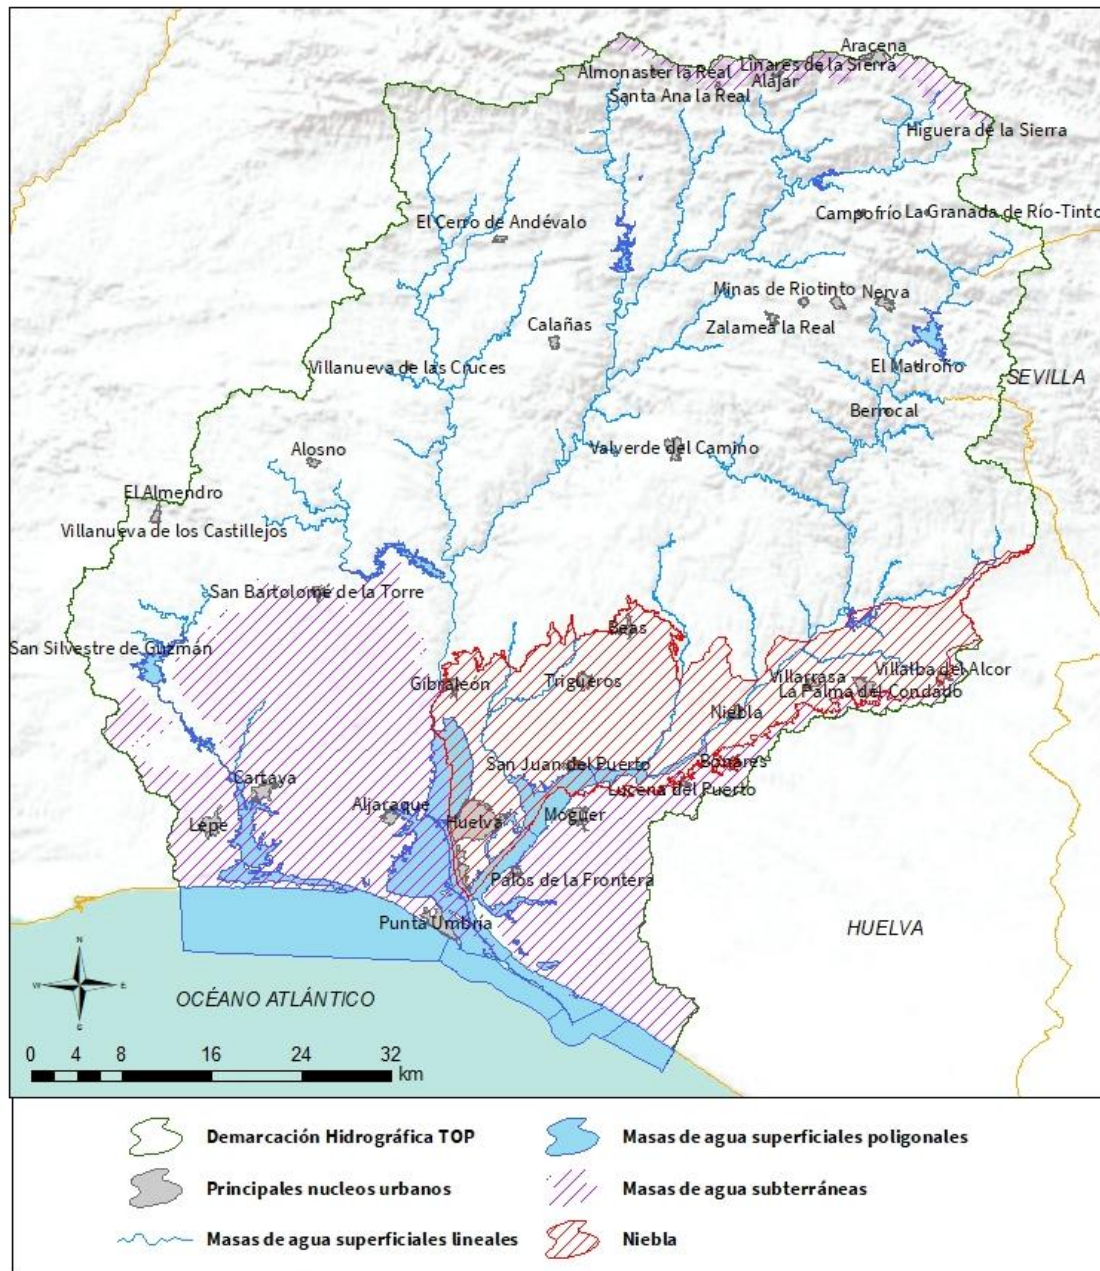 Aracena
Linares de la Sierra
Almonaster la Real
Alájar
Santa Ana la Real
Higuera de la Sierra
Campofrío
La Granada de Río-Tinto
El Cerro de Andévalo
Minas de Riotinto
Nerva
Calañas
Zalamea la Real
Villanueva de las Cruces
El Madroño
SEVILLA
Berrocal
Alosno
Valverde del Camino
El Almendro
Villanueva de los Castillejos
San Bartolomé de la Torre
Beas
San Silvestre de Guzmán
Gibraleón
Trigueros
Villarrasa
Villalba del Alcor
La Palma del Condado
Niebla
San Juan del Puerto
Bonares
Cartaya
Lucena del Puerto
Aljaraque
Huelva
Moguer
Lepe
Palos de la Frontera
Punta Umbría
HUELVA
N
W
E
S
OCÉANO ATLÁNTICO
0 4 8 16 24 32
km
Demarcación Hidrográfica TOP
Masas de agua superficiales poligonales
Principales nucleos urbanos
Masas de agua subterráneas
Masas de agua superficiales lineales
Niebla